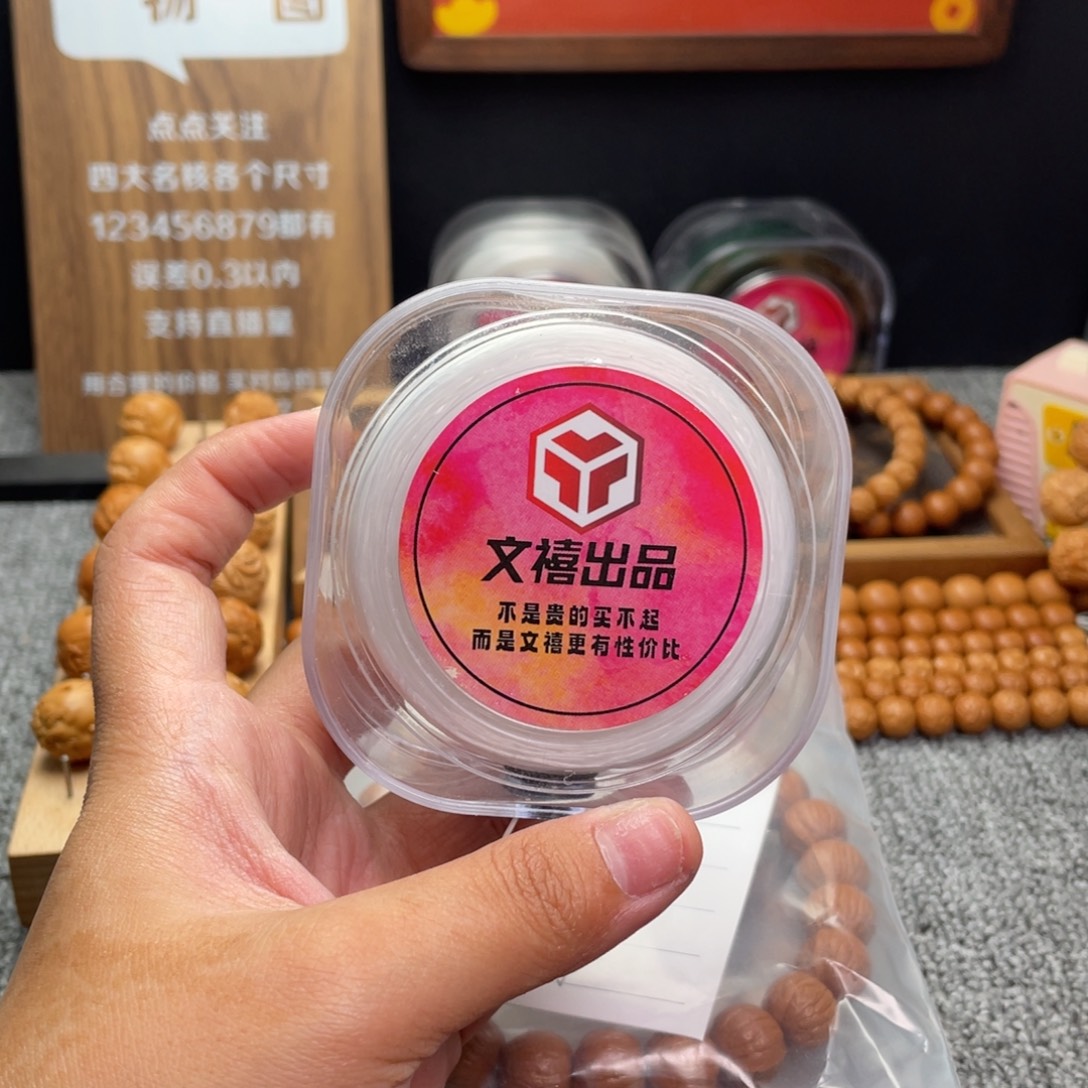 点点关注
四大名核各个尺寸
123456879都有
误差0.3以内
支持直播量
文禧出品
不是贵的买不起
而是文禧更有性价比